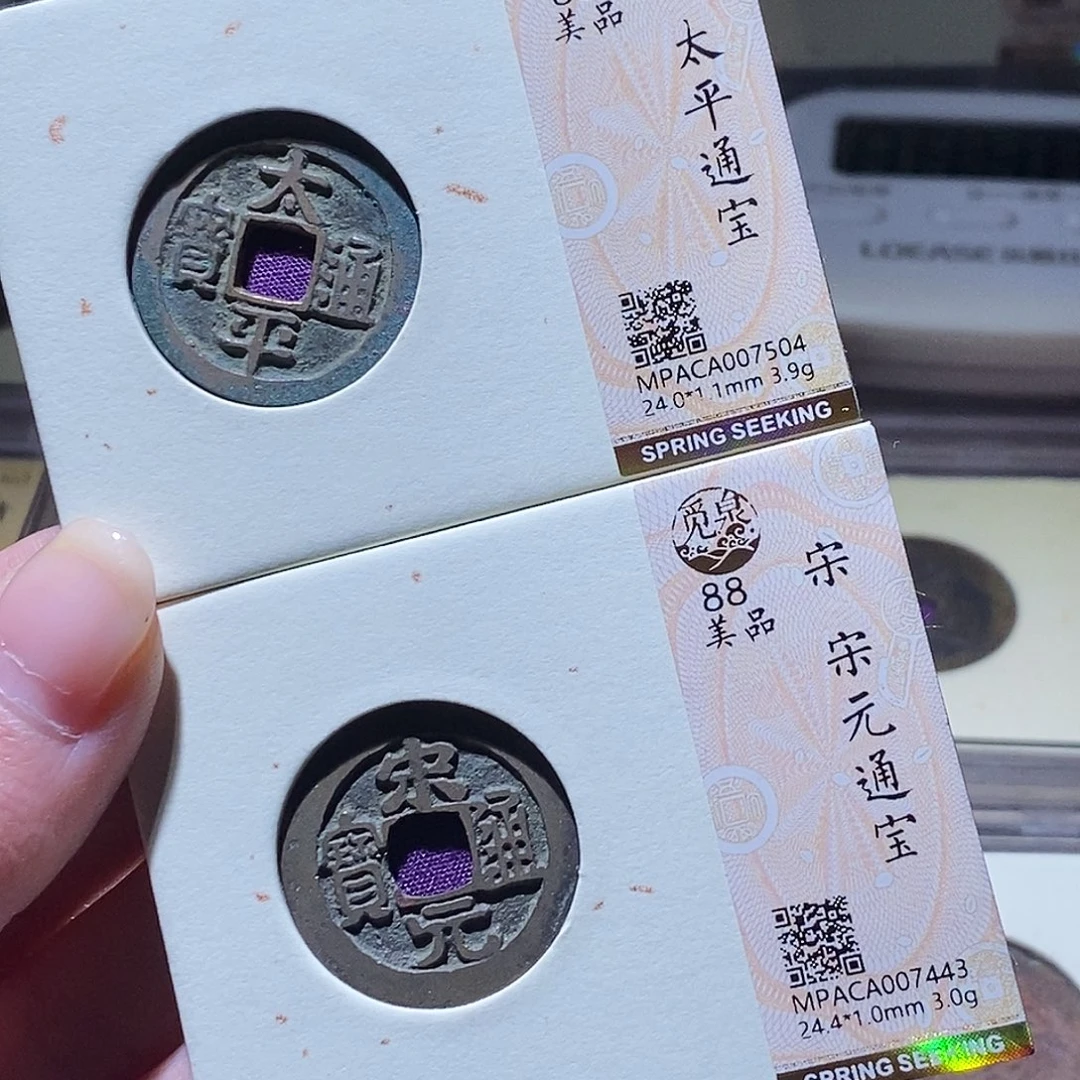 美品
太平通宝
太
寶 通
平
MPACA007504
24.0*1.1mm 3.9g
SPRING SEEKING
觅泉
88
美品
宋 宋元通宝
宋
寶 通
元
MPACA007443
24.4*1.0mm 3.0g
SPRING SEEKING
LOCASE